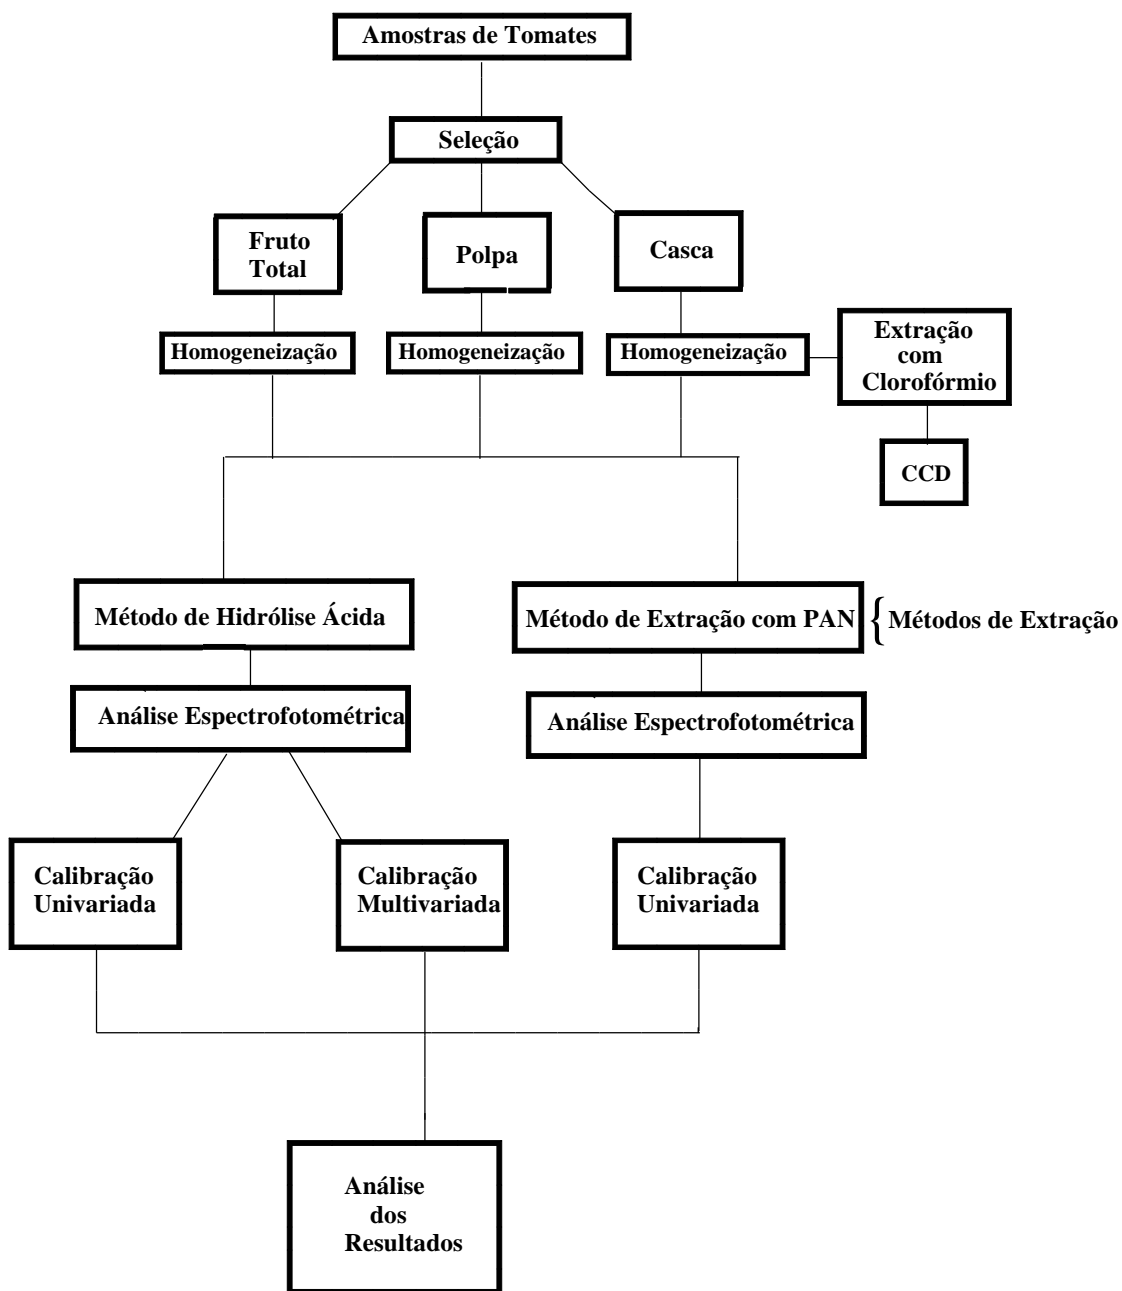 Amostras de Tomates
Seleção
Fruto
Total
Polpa
Casca
Homogeneização
Homogeneização
Homogeneização
Extração
com
Clorofórmio
CCD
Método de Hidrólise Ácida
Método de Extração com PAN
{ Métodos de Extração
Análise Espectrofotométrica
Análise Espectrofotométrica
Calibração
Univariada
Calibração
Multivariada
Calibração
Univariada
Análise
dos
Resultados